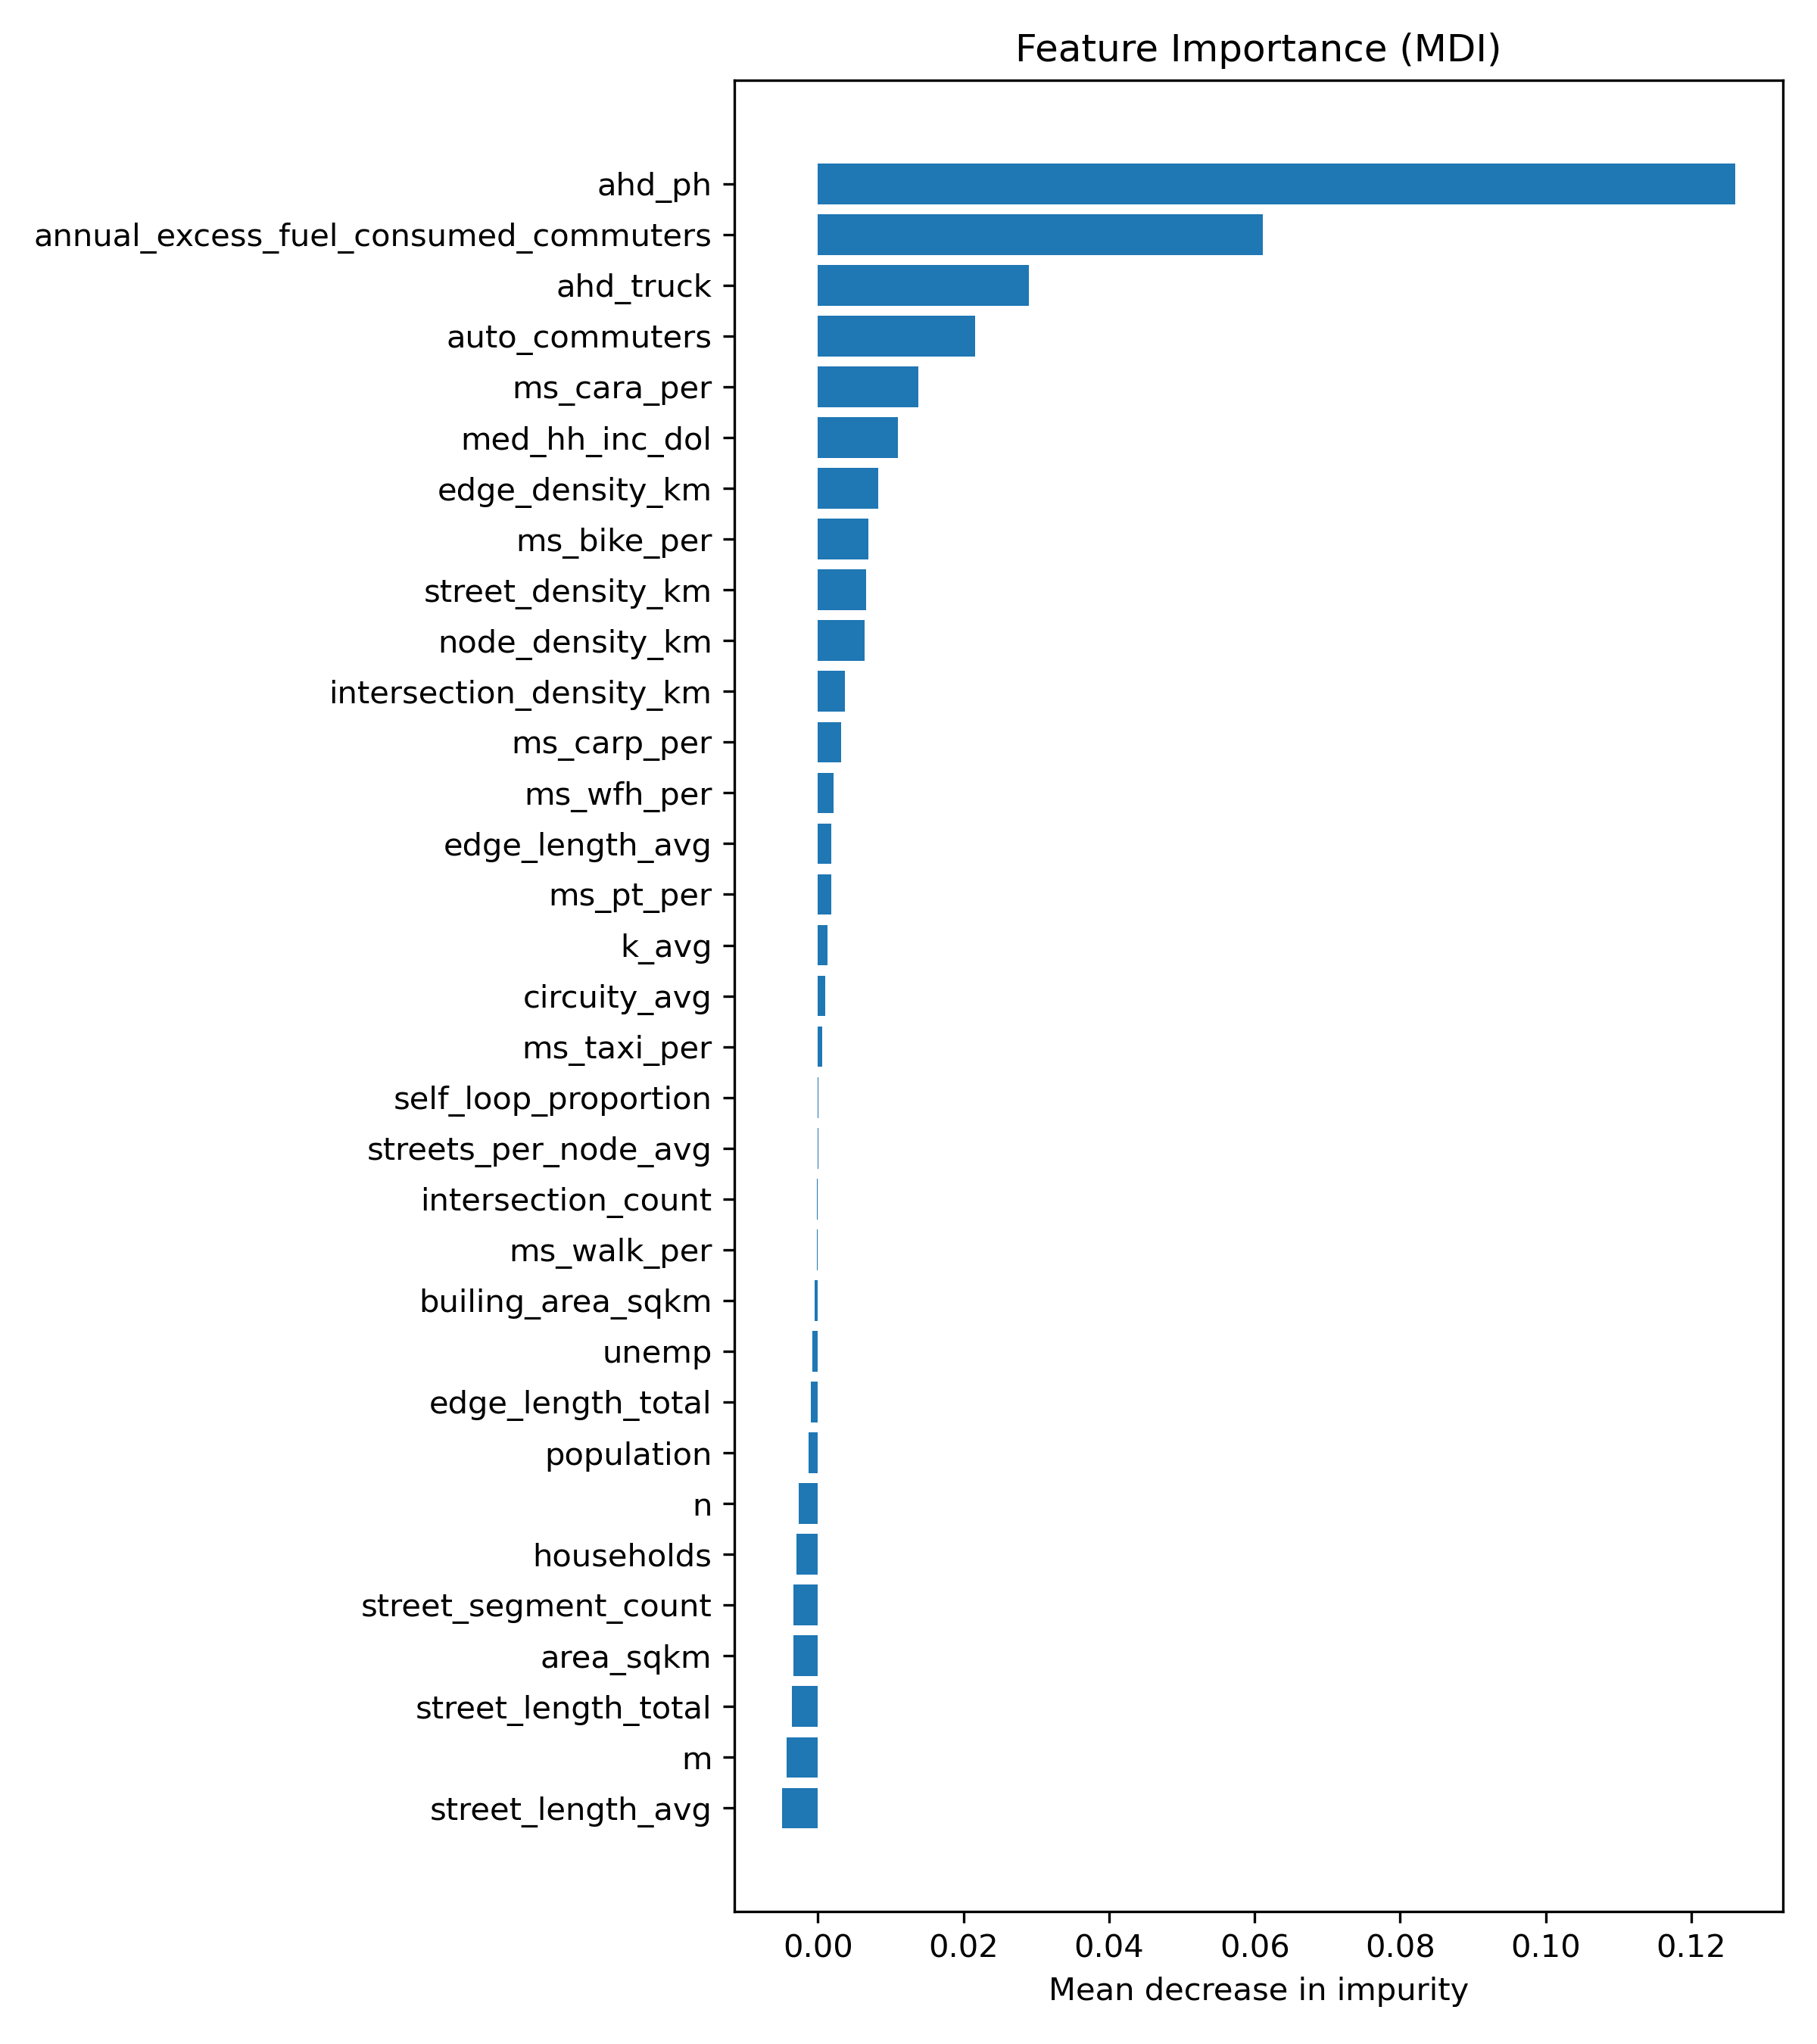 Feature Importance (MDI)
ahd_ph
annual_excess_fuel_consumed_commuters
ahd_truck
auto_commuters
ms_cara_per
med_hh_inc_dol
edge_density_km
ms_bike_per
street_density_km
node_density_km
intersection_density_km
ms_carp_per
ms_wfh_per
edge_length_avg
ms_pt_per
k_avg
circuity_avg
ms_taxi_per
self_loop_proportion
streets_per_node_avg
intersection_count
ms_walk_per
builing_area_sqkm
unemp
edge_length_total
population
n
households
street_segment_count
area_sqkm
street_length_total
m
street_length_avg
0.00 0.02 0.04 0.06 0.08 0.10 0.12
Mean decrease in impurity